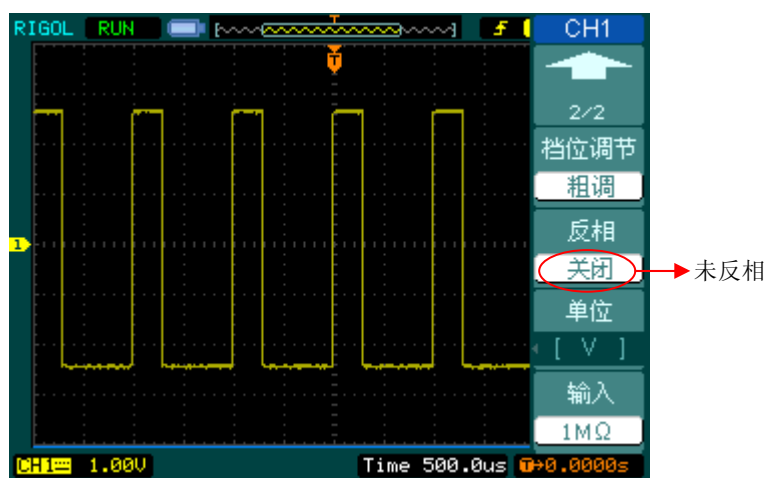 RIGOL RUN T CH1
T
2/2
档位调节
粗调
反相
1
关闭 未反相
单位
[ V ]
输入
1MΩ
CH1 1.00V Time 500.0us T→0.0000s